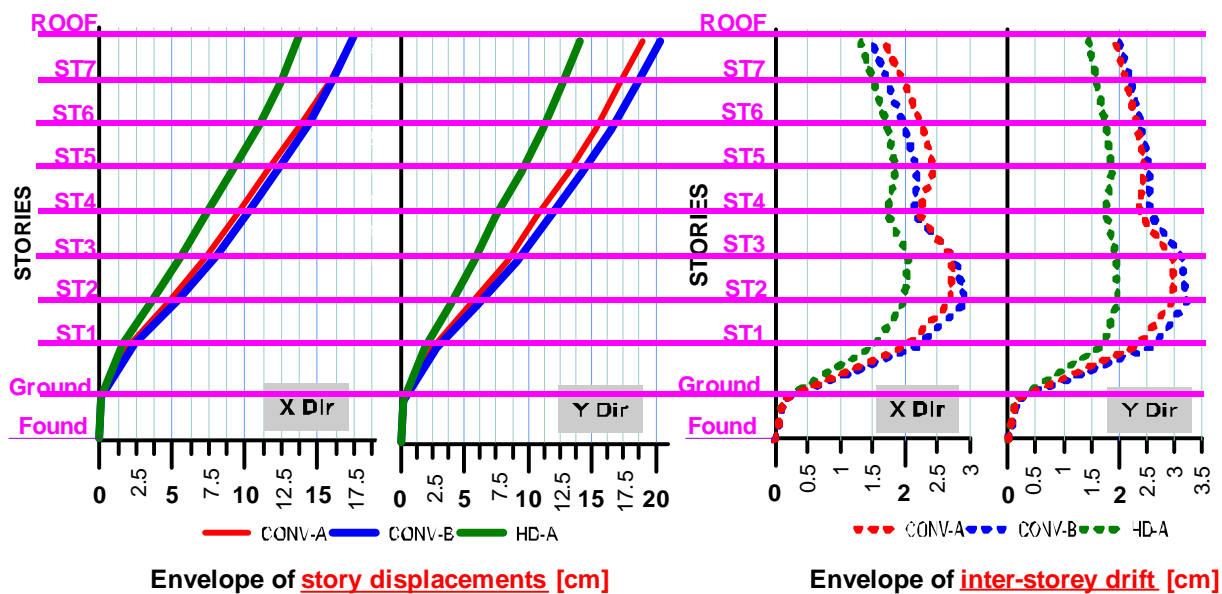 ROOF
ST7
ST6
ST5
ST4
ST3
ST2
ST1
Ground
Found
STORIES
X DIr
Y Dir
0 2.5 5 7.5 10 12.5 15 17.5
0 2.5 5 7.5 10 12.5 15 17.5 20
CONV-A CONV-B HD-A
Envelope of story displacements [cm]
ROOF
ST7
ST6
ST5
ST4
ST3
ST2
ST1
Ground
Found
STORIES
X DIr
Y Dir
0 0.5 1 1.5 2 2.5 3
0 0.5 1 1.5 2 2.5 3 3.5
CONV-A CONV-B HD-A
Envelope of inter-storey drift [cm]